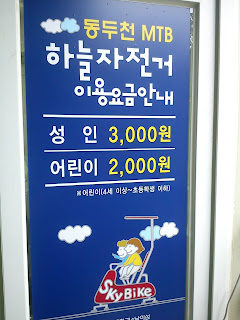 동두천 MTB
하늘자전거
이용요금안내
성 인 3,000원
어린이 2,000원
※어린이(4세 이상~초등학생 이하)
SKYBiKE